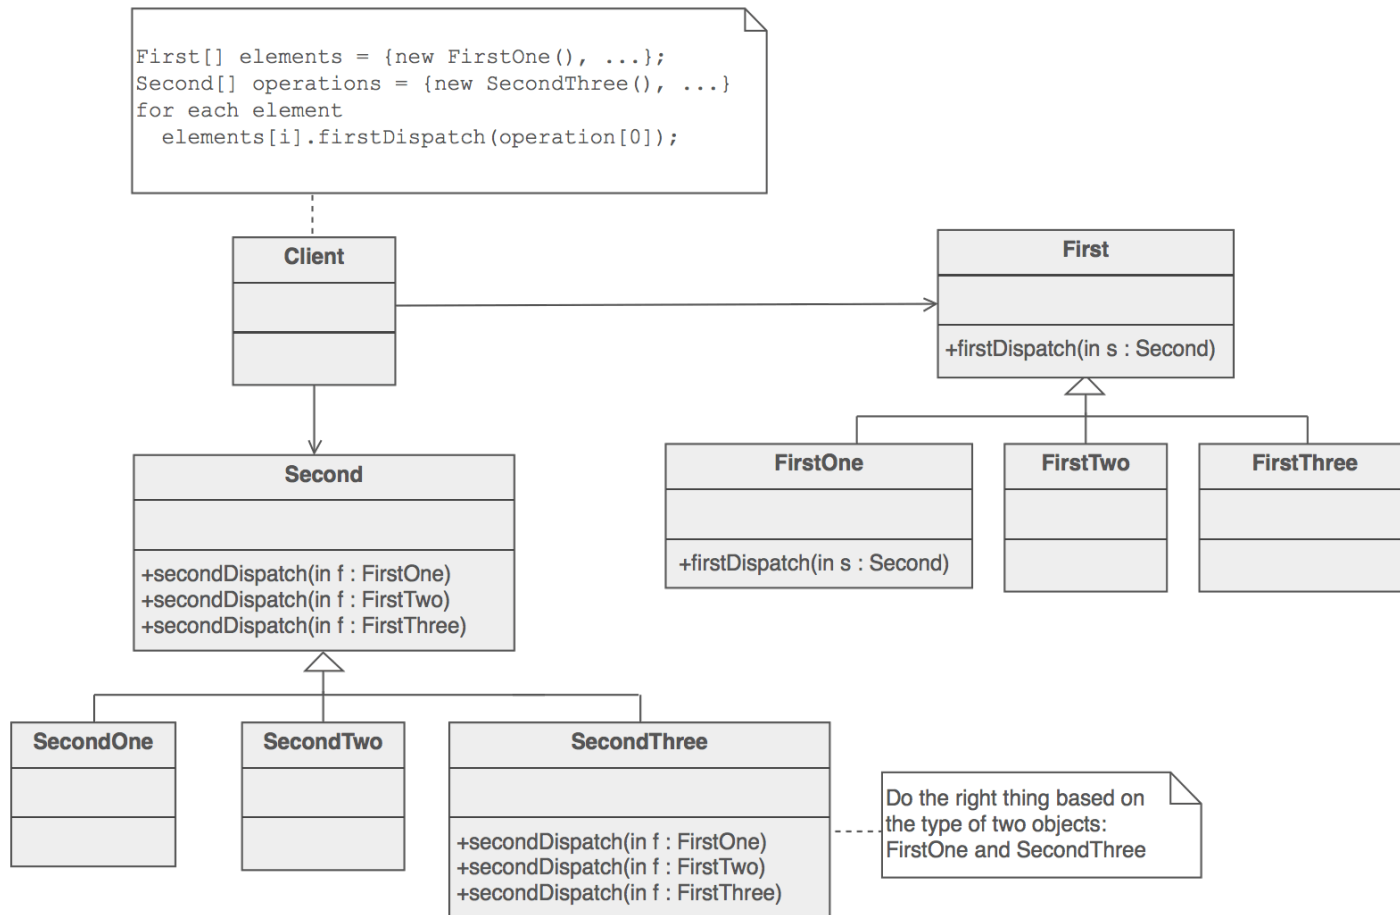 First[] elements = {new FirstOne(), ...};
Second[] operations = {new SecondThree(), ...}
for each element
  elements[i].firstDispatch(operation[0]);
Client
First
+firstDispatch(in s : Second)
Second
+secondDispatch(in f : FirstOne)
+secondDispatch(in f : FirstTwo)
+secondDispatch(in f : FirstThree)
FirstOne
+firstDispatch(in s : Second)
FirstTwo
FirstThree
SecondOne
SecondTwo
SecondThree
+secondDispatch(in f : FirstOne)
+secondDispatch(in f : FirstTwo)
+secondDispatch(in f : FirstThree)
Do the right thing based on
the type of two objects:
FirstOne and SecondThree